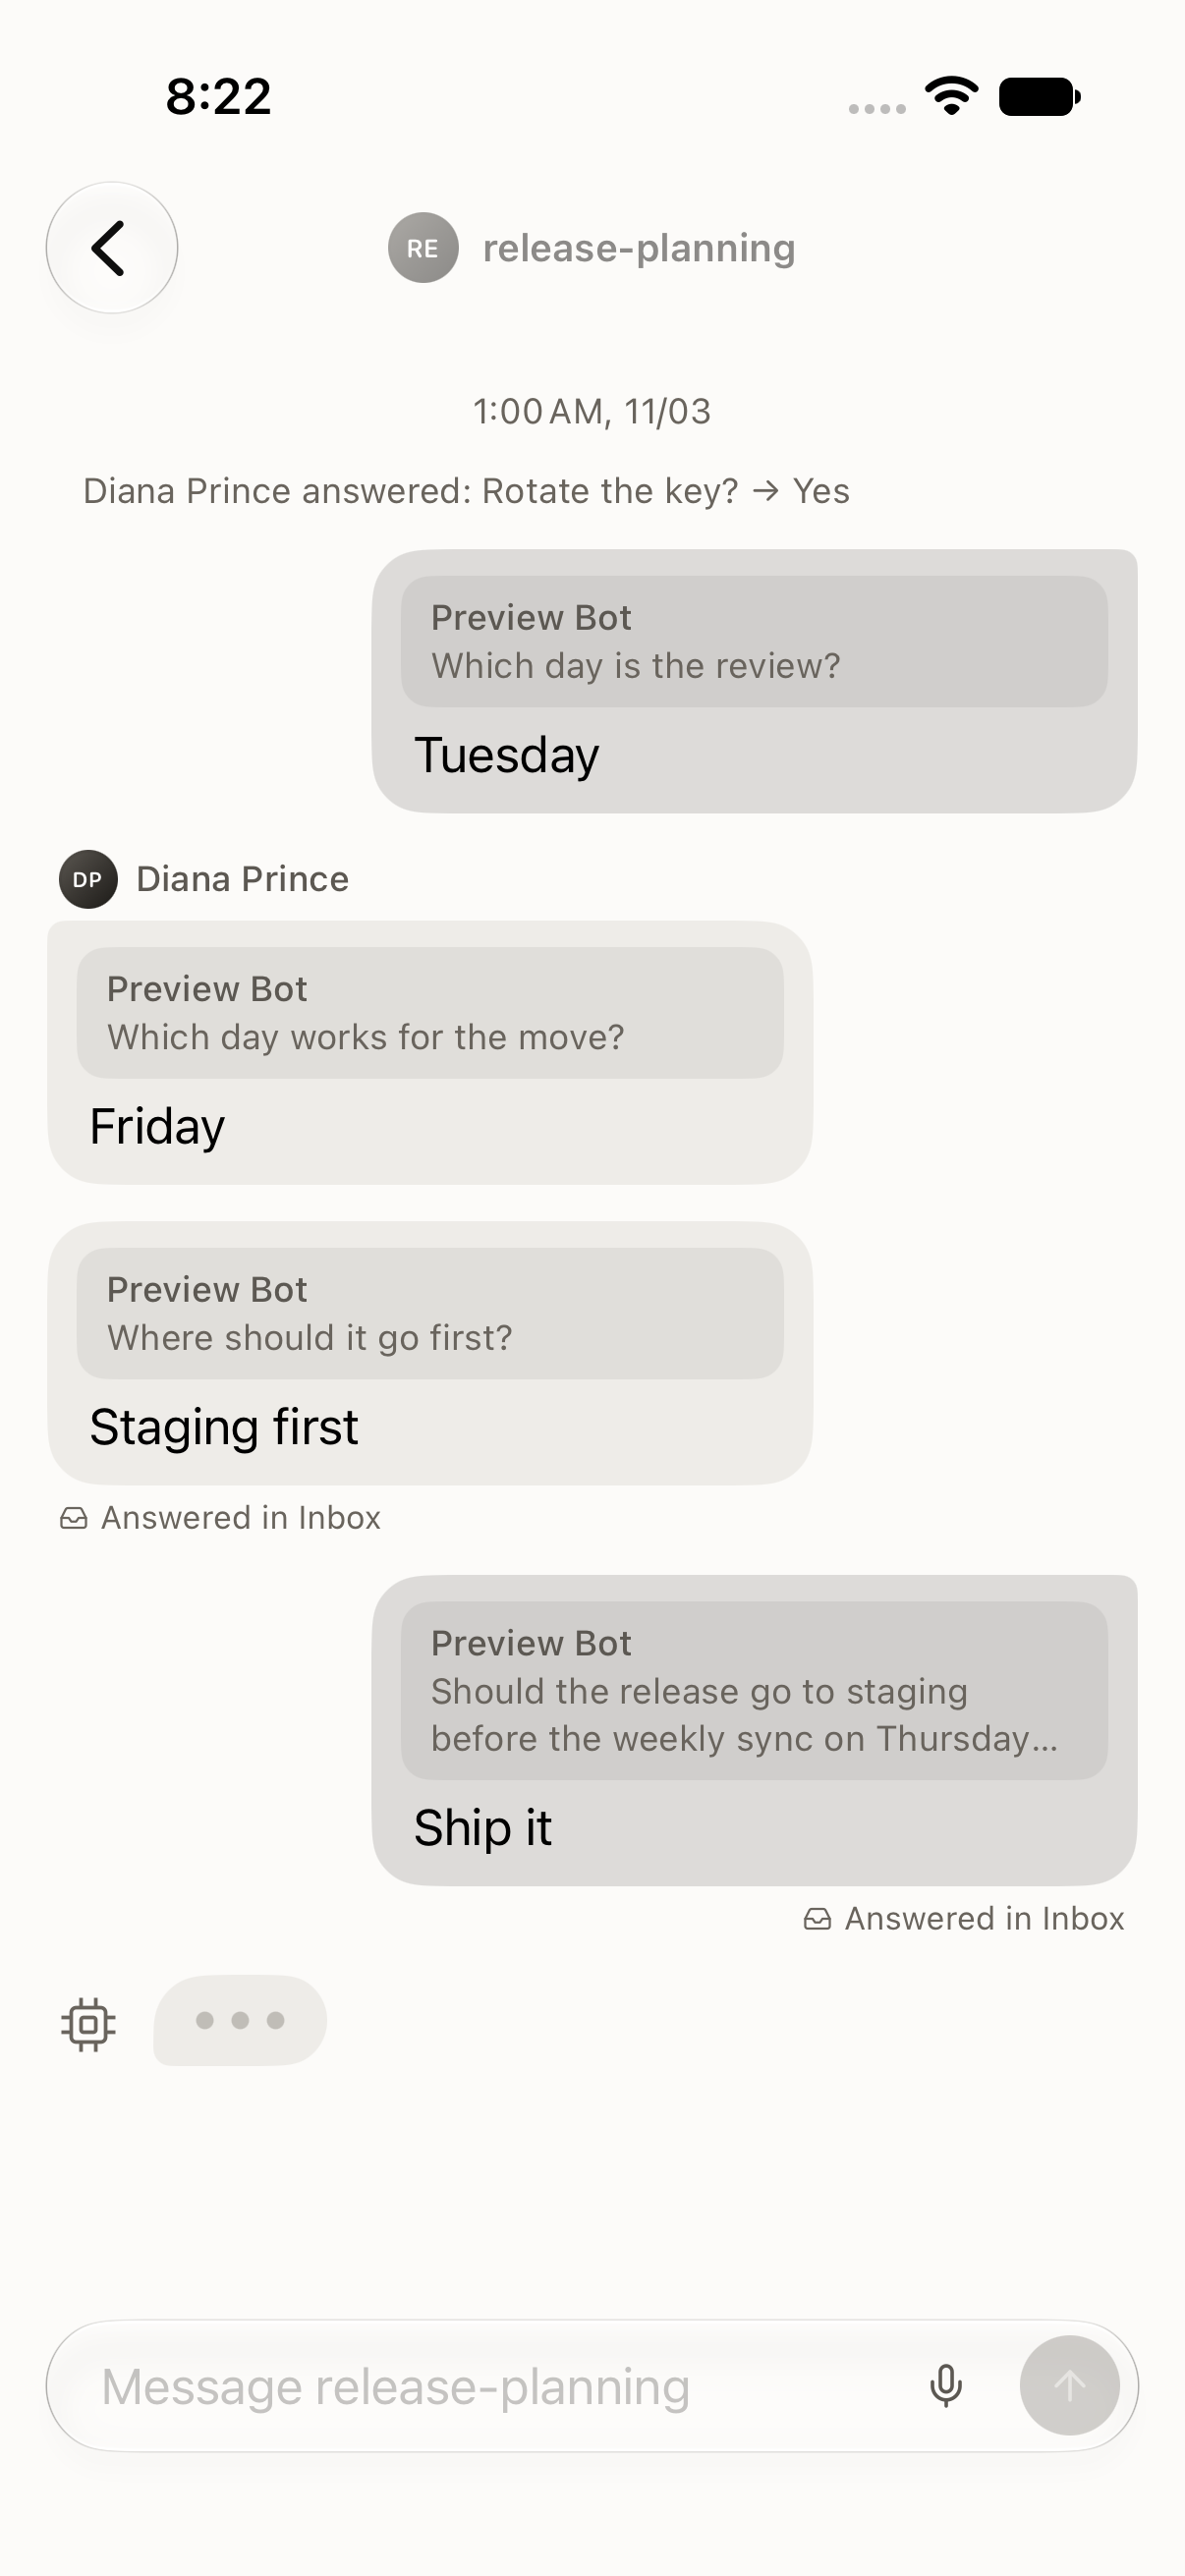 8:22
RE release-planning
1:00 AM, 11/03
Diana Prince answered: Rotate the key? → Yes
Preview Bot
Which day is the review?
Tuesday
DP Diana Prince
Preview Bot
Which day works for the move?
Friday
Preview Bot
Where should it go first?
Staging first
Answered in Inbox
Preview Bot
Should the release go to staging
before the weekly sync on Thursday...
Ship it
Answered in Inbox
Message release-planning